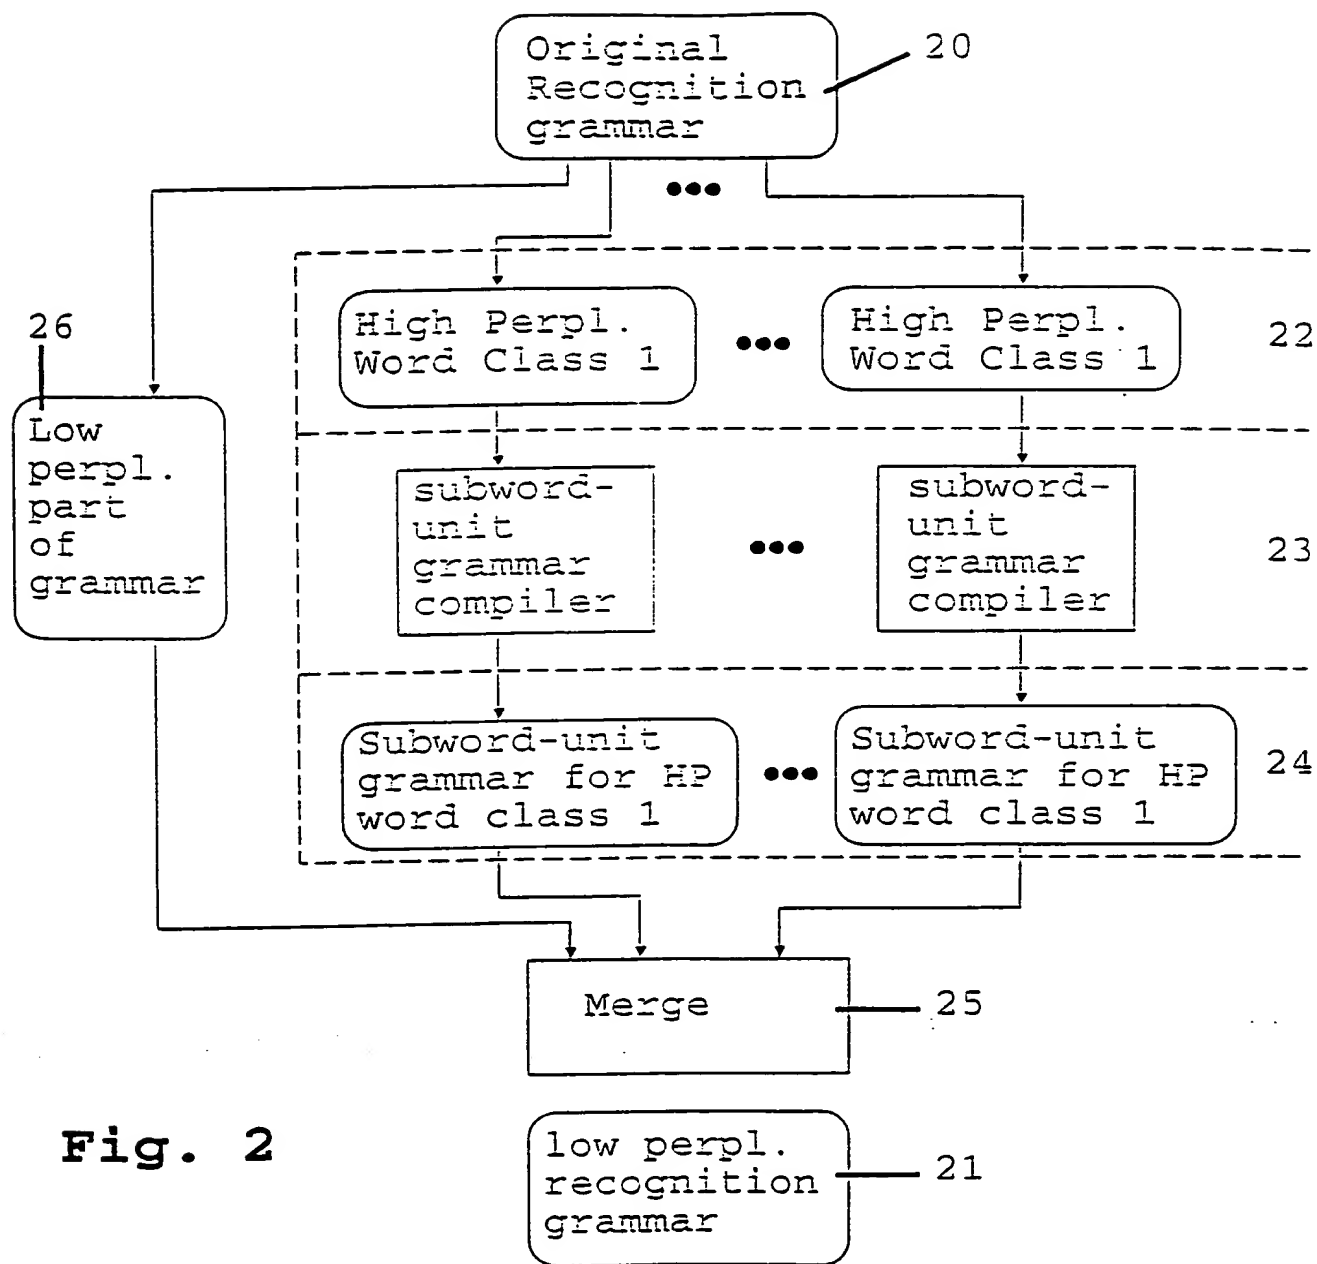 Original
Recognition
grammar
20
High Perpl.
Word Class 1
High Perpl.
Word Class 1
22
26
Low
perpl.
part
of
grammar
subword-
unit
grammar
compiler
subword-
unit
grammar
compiler
23
Subword-unit
grammar for HP
word class 1
Subword-unit
grammar for HP
word class 1
24
Merge
25
Fig. 2
low perpl.
recognition
grammar
21